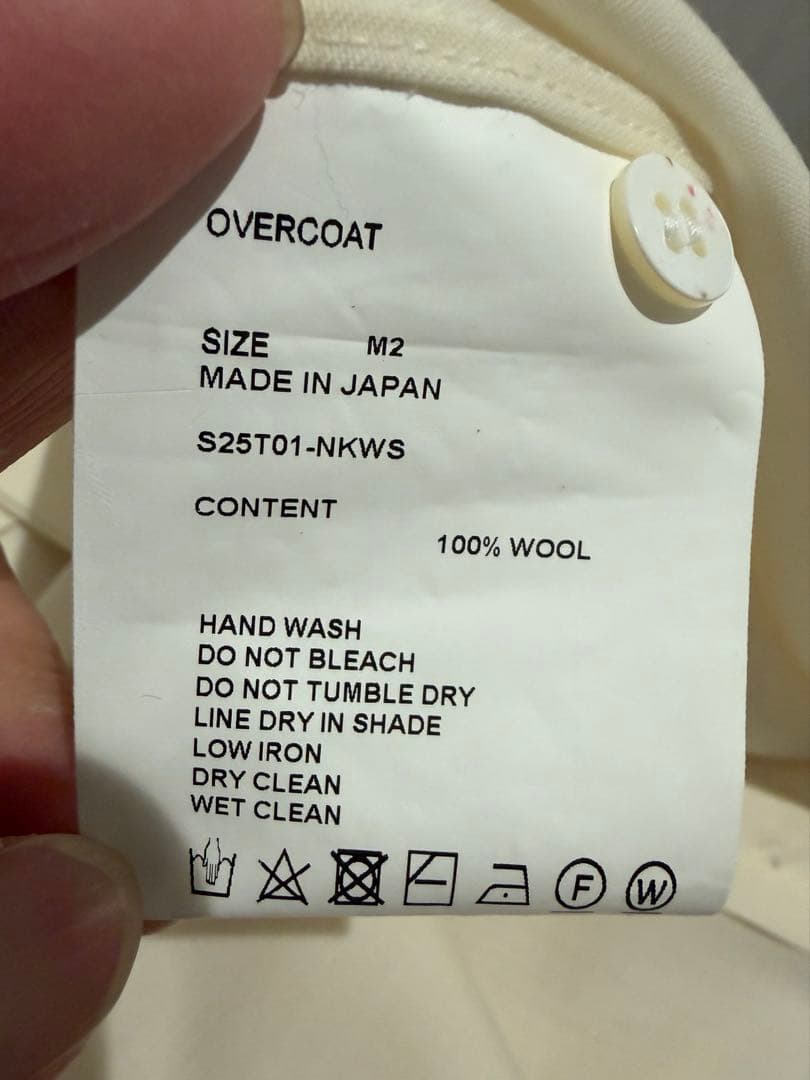 OVERCOAT
SIZE M2
MADE IN JAPAN
S25T01-NKWS
CONTENT
100% WOOL
HAND WASH
DO NOT BLEACH
DO NOT TUMBLE DRY
LINE DRY IN SHADE
LOW IRON
DRY CLEAN
WET CLEAN
F W